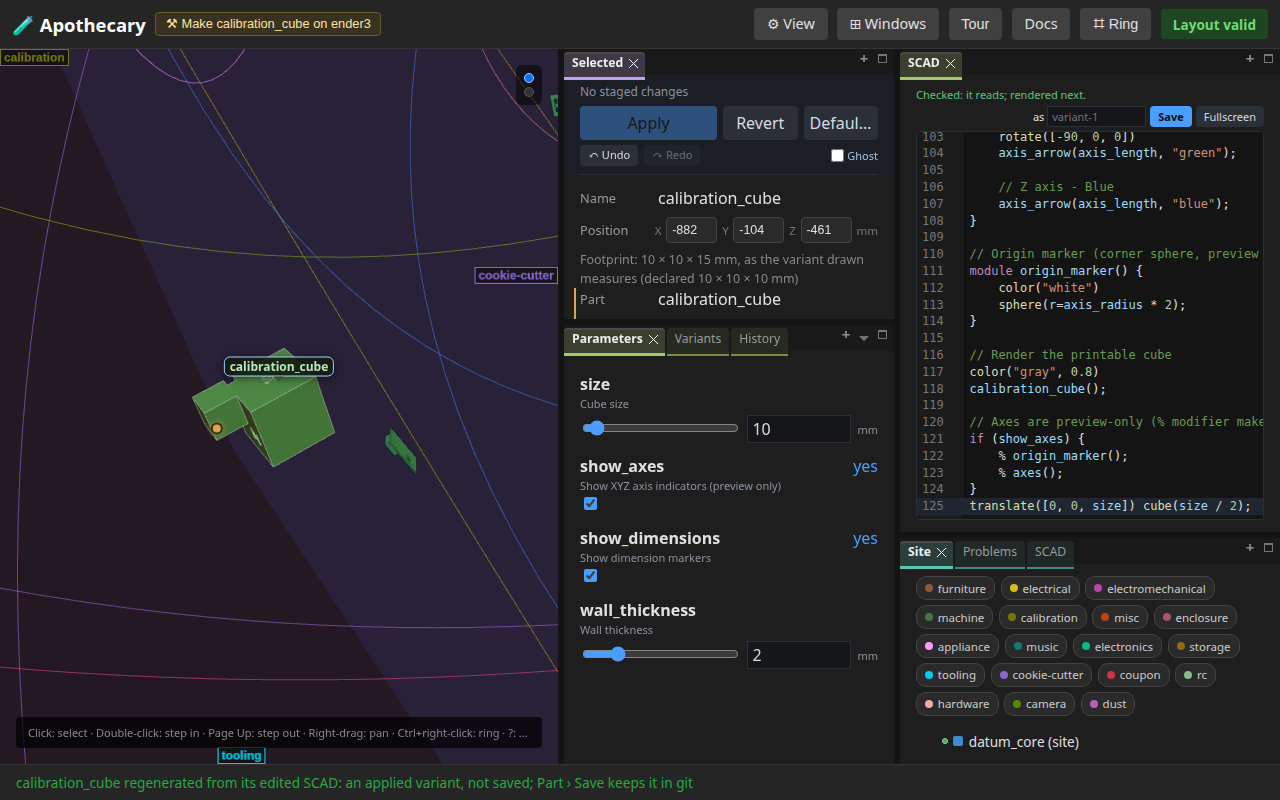 🧪 Apothecary
⚒ Make calibration_cube on ender3
⚙ View
⊞ Windows
Tour
Docs
⌗ Ring
Layout valid
calibration
cookie-cutter
calibration_cube
Click: select · Double-click: step in · Page Up: step out · Right-drag: pan · Ctrl+right-click: ring · ?: ...
tooling
Selected
No staged changes
Apply
Revert
Defaul...
↶ Undo
↷ Redo
Ghost
Name calibration_cube
Position X -882 Y -104 Z -461 mm
Footprint: 10 × 10 × 15 mm, as the variant drawn
measures (declared 10 × 10 × 10 mm)
Part calibration_cube
Parameters
Variants
History
size
Cube size
10 mm
show_axes yes
Show XYZ axis indicators (preview only)
show_dimensions yes
Show dimension markers
wall_thickness
Wall thickness
2 mm
SCAD
Checked: it reads; rendered next.
as variant-1 Save Fullscreen
103 rotate([-90, 0, 0])
104 axis_arrow(axis_length, "green");
105
106 // Z axis - Blue
107 axis_arrow(axis_length, "blue");
108 }
109
110 // Origin marker (corner sphere, preview
111 module origin_marker() {
112 color("white")
113 sphere(r=axis_radius * 2);
114 }
115
116 // Render the printable cube
117 color("gray", 0.8)
118 calibration_cube();
119
120 // Axes are preview-only (% modifier make
121 if (show_axes) {
122 % origin_marker();
123 % axes();
124 }
125 translate([0, 0, size]) cube(size / 2);
Site
Problems
SCAD
furniture
electrical
electromechanical
machine
calibration
misc
enclosure
appliance
music
electronics
storage
tooling
cookie-cutter
coupon
rc
hardware
camera
dust
datum_core (site)
calibration_cube regenerated from its edited SCAD: an applied variant, not saved; Part › Save keeps it in git